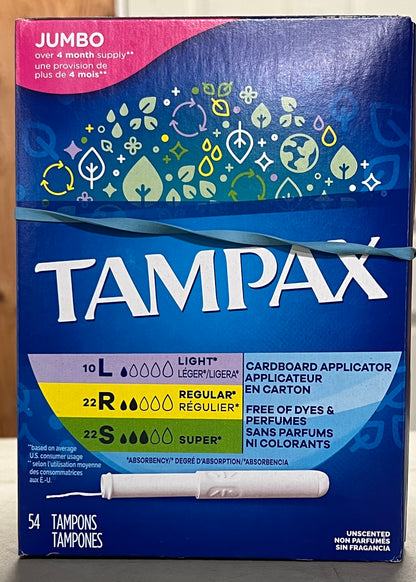 JUMBO
over 4 month supply**
une provision de
plus de 4 mois**
TAMPAX
10 L LIGHT*
LÉGER*/LIGERA*
22 R REGULAR*
RÉGULIER*
22 S SUPER*
CARDBOARD APPLICATOR
APPLICATEUR
EN CARTON
FREE OF DYES &
PERFUMES
SANS PARFUMS
NI COLORANTS
**based on average
U.S. consumer usage
**selon l'utilisation moyenne
des consommatrices
aux É.-U.
*ABSORBENCY/*DEGRÉ D'ABSORPTION/*ABSORBENCIA
54 TAMPONS
TAMPONES
UNSCENTED
NON PARFUMÉS
SIN FRAGANCIA